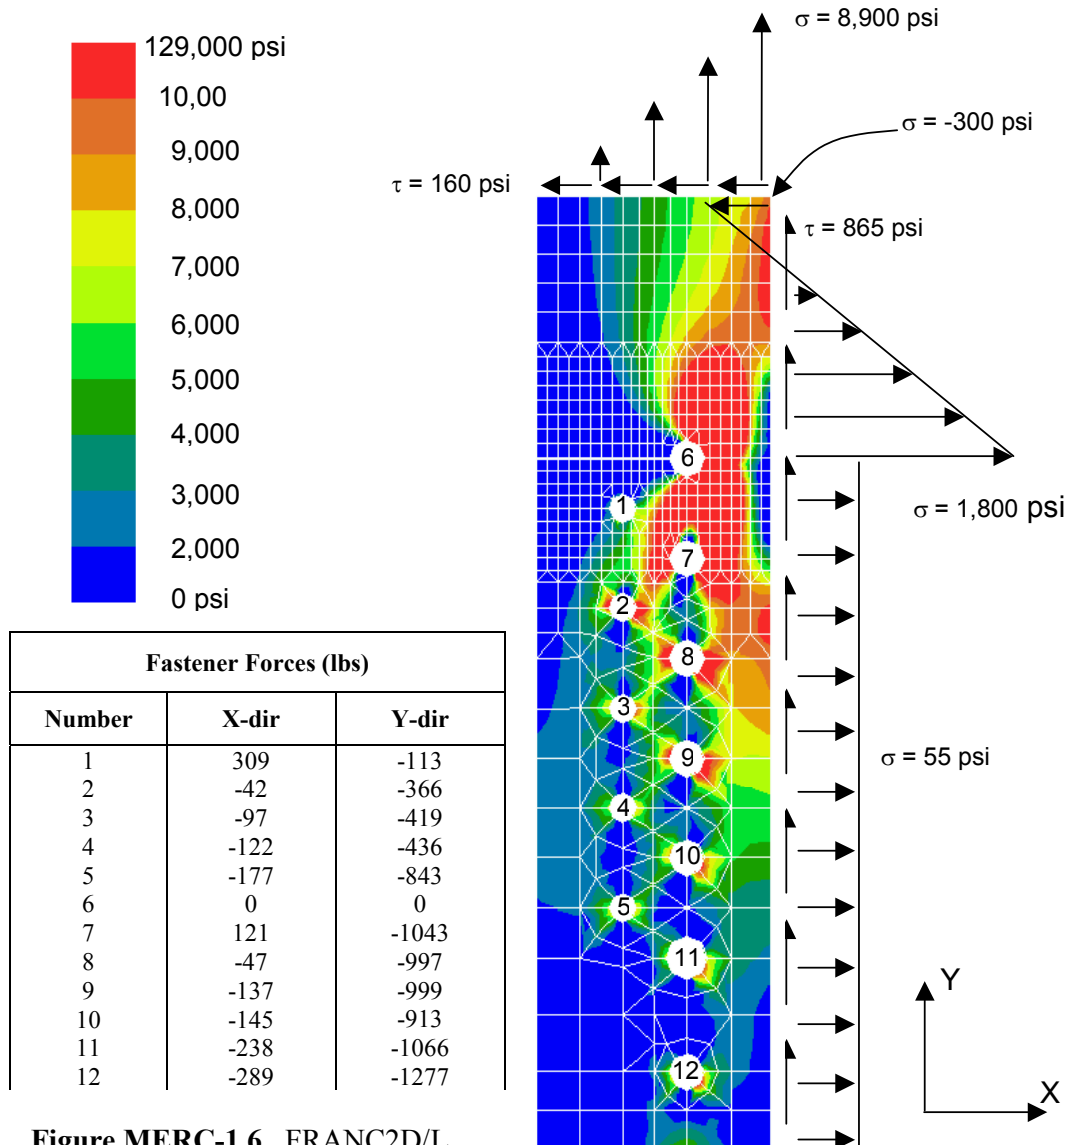 σ = 8,900 psi
129,000 psi
10,00
9,000
8,000
7,000
6,000
5,000
4,000
3,000
2,000
0 psi
σ = -300 psi
τ = 160 psi
τ = 865 psi
σ = 1,800 psi
σ = 55 psi
6
1
7
2
8
3
9
4
10
5
11
12
Y
X
Fastener Forces (lbs)
Number X-dir Y-dir
1 309 -113
2 -42 -366
3 -97 -419
4 -122 -436
5 -177 -843
6 0 0
7 121 -1043
8 -47 -997
9 -137 -999
10 -145 -913
11 -238 -1066
12 -289 -1277
Figure MERC-1.6 FRANC2D/L